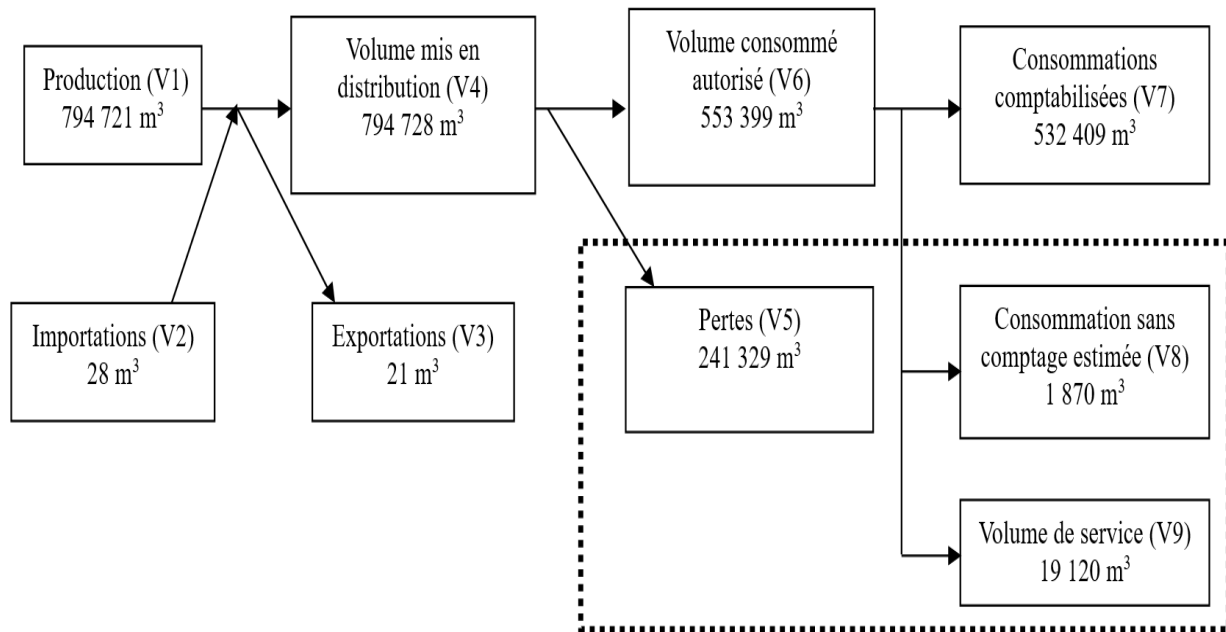 Production (V1)
794 721 m³
Volume mis en
distribution (V4)
794 728 m³
Volume consommé
autorisé (V6)
553 399 m³
Consommations
comptabilisées (V7)
532 409 m³
Importations (V2)
28 m³
Exportations (V3)
21 m³
Pertes (V5)
241 329 m³
Consommation sans
comptage estimée (V8)
1 870 m³
Volume de service (V9)
19 120 m³